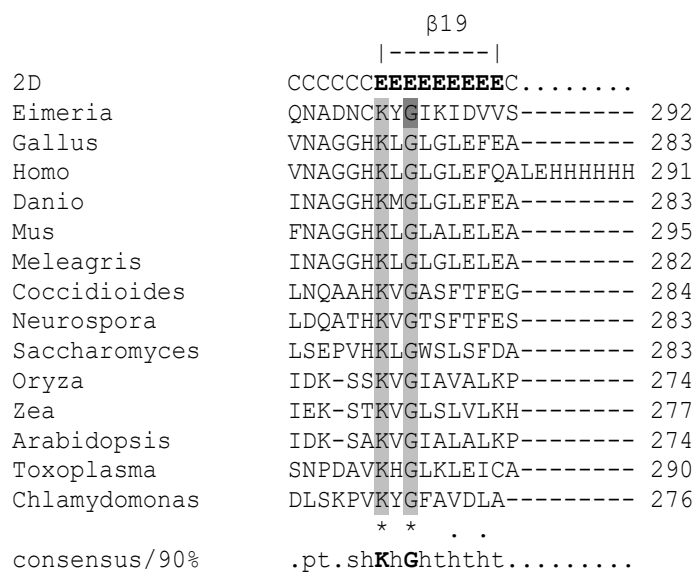 β19
|-------|
2D CCCCCCEEEEEEEEEC........
Eimeria QNADNCKYGIKIDVVS-------- 292
Gallus VNAGGHKLGLGLEFEA-------- 283
Homo VNAGGHKLGLGLEFQALEHHHHHH 291
Danio INAGGHKMGLGLEFEA-------- 283
Mus FNAGGHKLGLALELEA-------- 295
Meleagris INAGGHKLGLGLELEA-------- 282
Coccidioides LNQAAHKVGASFTFEG-------- 284
Neurospora LDQATHKVGTSFTFES-------- 283
Saccharomyces LSEPVHKLGWSLSFDA-------- 283
Oryza IDK-SSKVGIAVALKP-------- 274
Zea IEK-STKVGLSLVLKH-------- 277
Arabidopsis IDK-SAKVGIALALKP-------- 274
Toxoplasma SNPDAVKHGLKLEICA-------- 290
Chlamydomonas DLSKPVKYGFAVDLA--------- 276
* * . .
consensus/90% .pt.shKhGhththt.........